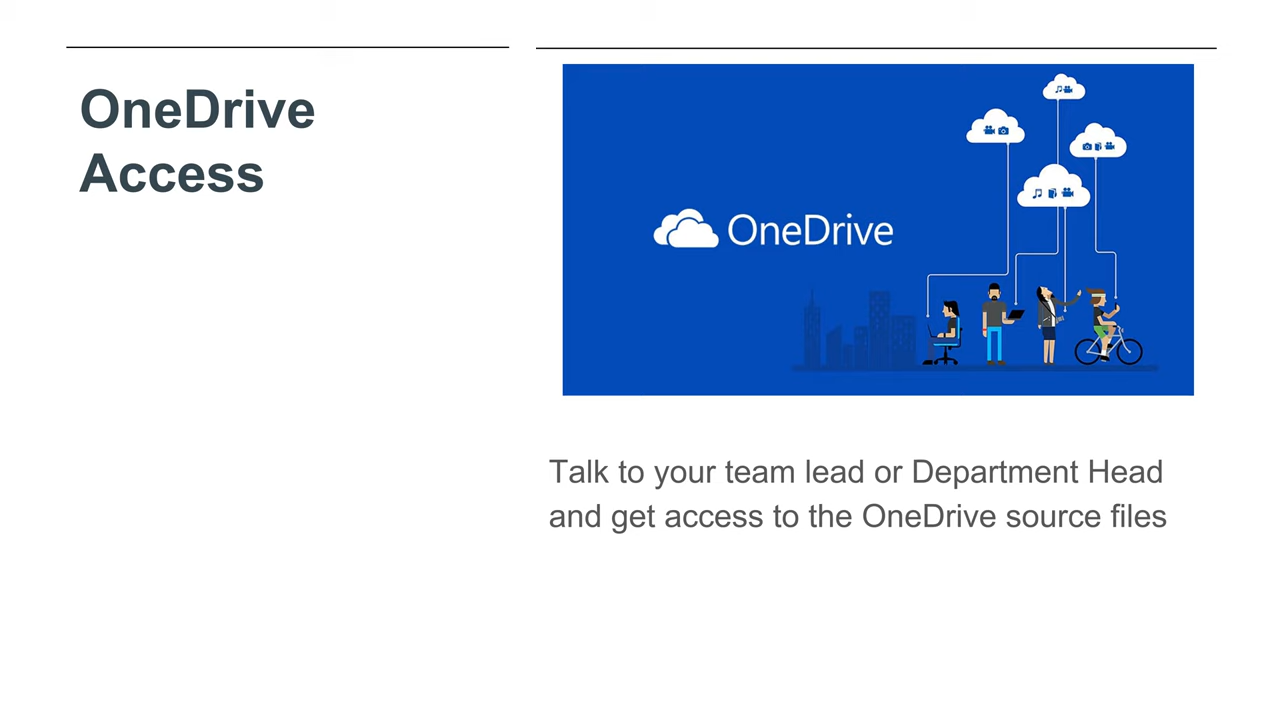 OneDrive
Access
OneDrive
Talk to your team lead or Department Head
and get access to the OneDrive source files